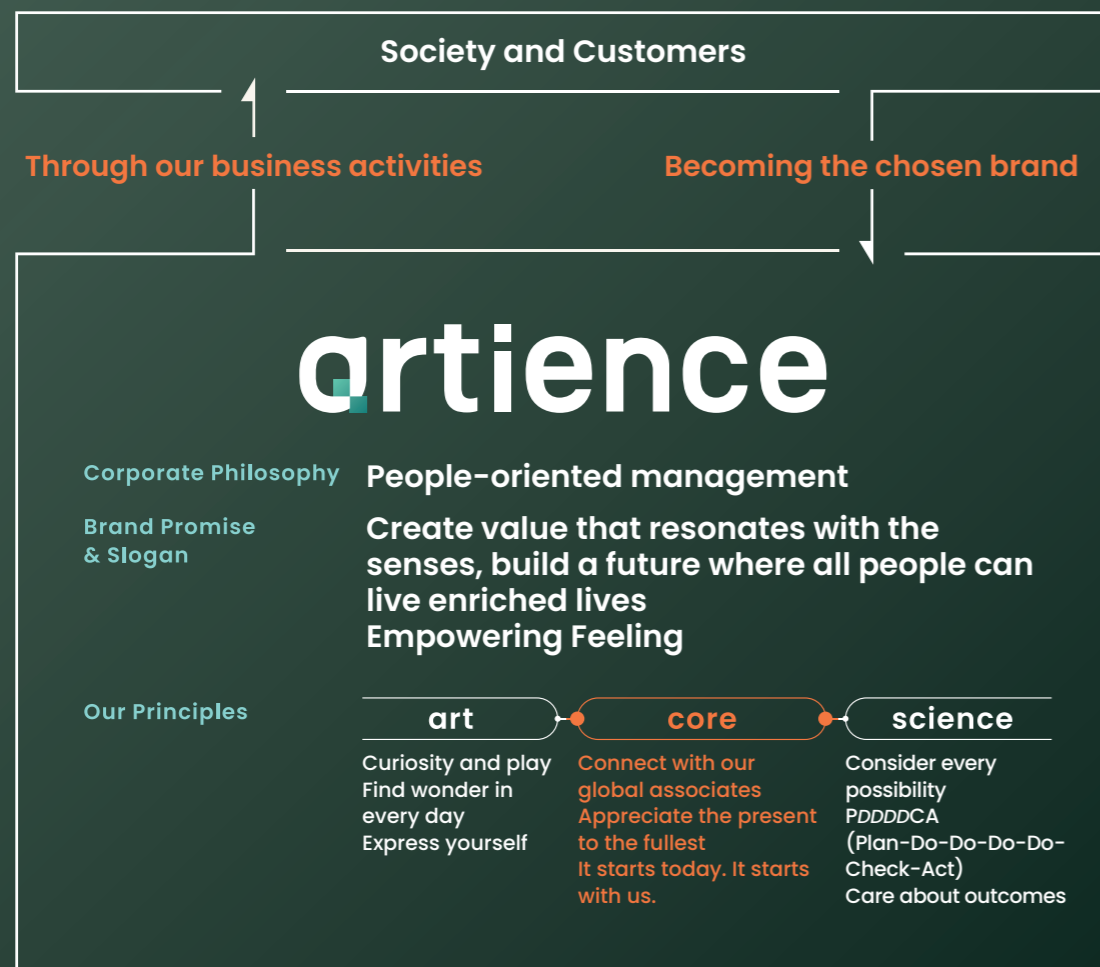 Society and Customers
Through our business activities
Becoming the chosen brand
artience
Corporate Philosophy
People-oriented management
Brand Promise
& Slogan
Create value that resonates with the
senses, build a future where all people can
live enriched lives
Empowering Feeling
Our Principles
art
Curiosity and play
Find wonder in
every day
Express yourself
core
Connect with our
global associates
Appreciate the present
to the fullest
It starts today. It starts
with us.
science
Consider every
possibility
PDDDDCA
(Plan-Do-Do-Do-Do-
Check-Act)
Care about outcomes